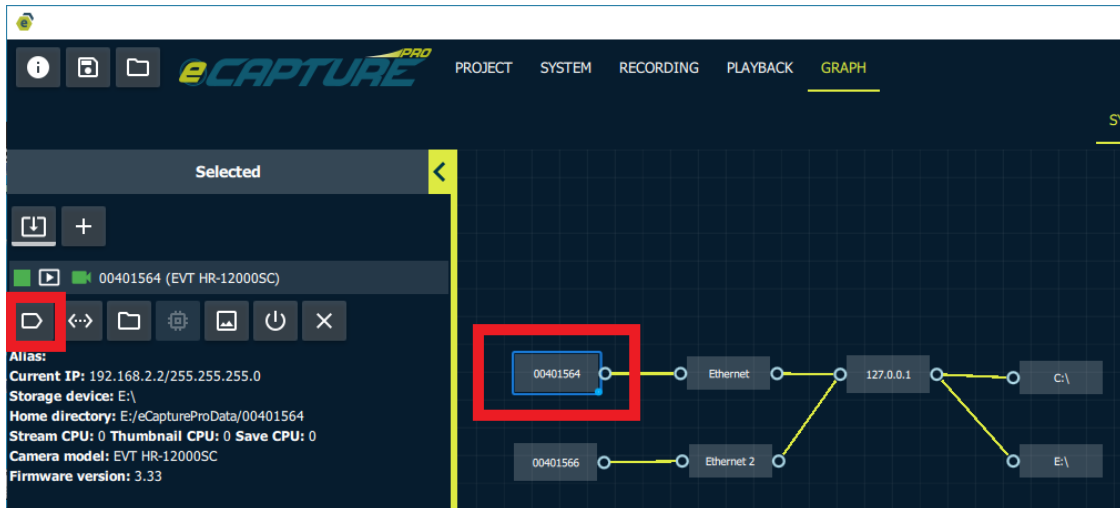 e
eCAPTURE PRO
PROJECT SYSTEM RECORDING PLAYBACK GRAPH
Selected
00401564 (EVT HR-12000SC)
Alias:
Current IP: 192.168.2.2/255.255.255.0
Storage device: E:\
Home directory: E:/eCaptureProData/00401564
Stream CPU: 0 Thumbnail CPU: 0 Save CPU: 0
Camera model: EVT HR-12000SC
Firmware version: 3.33
00401564 Ethernet 127.0.0.1 C:\
00401566 Ethernet 2 E:\